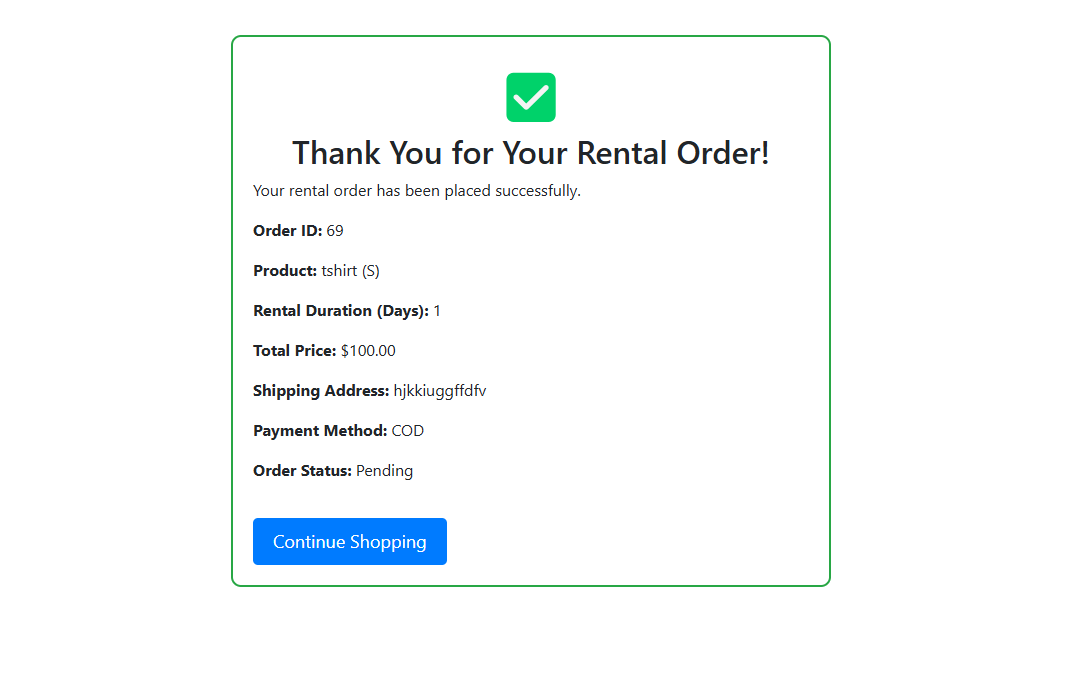 Thank You for Your Rental Order!
Your rental order has been placed successfully.
Order ID: 69
Product: tshirt (S)
Rental Duration (Days): 1
Total Price: $100.00
Shipping Address: hjkkiuggffdfv
Payment Method: COD
Order Status: Pending
Continue Shopping